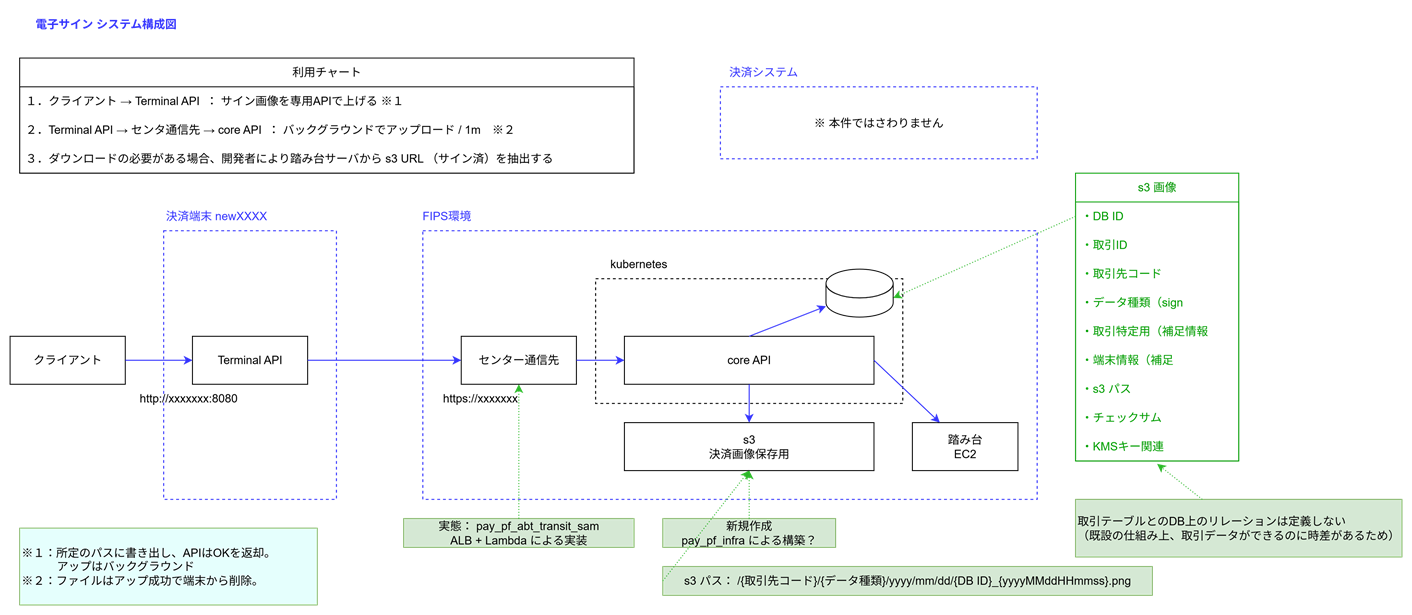 電子サイン システム構成図
利用チャート
１．クライアント → Terminal API ： サイン画像を専用APIで上げる ※１
２．Terminal API → センタ通信先 → core API ： バックグラウンドでアップロード / 1m ※２
３．ダウンロードの必要がある場合、開発者により踏み台サーバから s3 URL （サイン済）を抽出する
決済システム
※ 本件ではさわりません
決済端末 newXXXX
FIPS環境
kubernetes
クライアント
Terminal API
センター通信先
core API
http://xxxxxxx:8080
https://xxxxxxx
s3
決済画像保存用
踏み台
EC2
s3 画像
・DB ID
・取引ID
・取引先コード
・データ種類（sign
・取引特定用（補足情報
・端末情報（補足
・s3 パス
・チェックサム
・KMSキー関連
取引テーブルとのDB上のリレーションは定義しない
（既設の仕組み上、取引データができるのに時差があるため）
実態： pay_pf_abt_transit_sam
ALB + Lambda による実装
新規作成
pay_pf_infra による構築？
s3 パス： /{取引先コード}/{データ種類}/yyyy/mm/dd/{DB ID}_{yyyyMMddHHmmss}.png
※１：所定のパスに書き出し、APIはOKを返却。
アップはバックグラウンド
※２：ファイルはアップ成功で端末から削除。